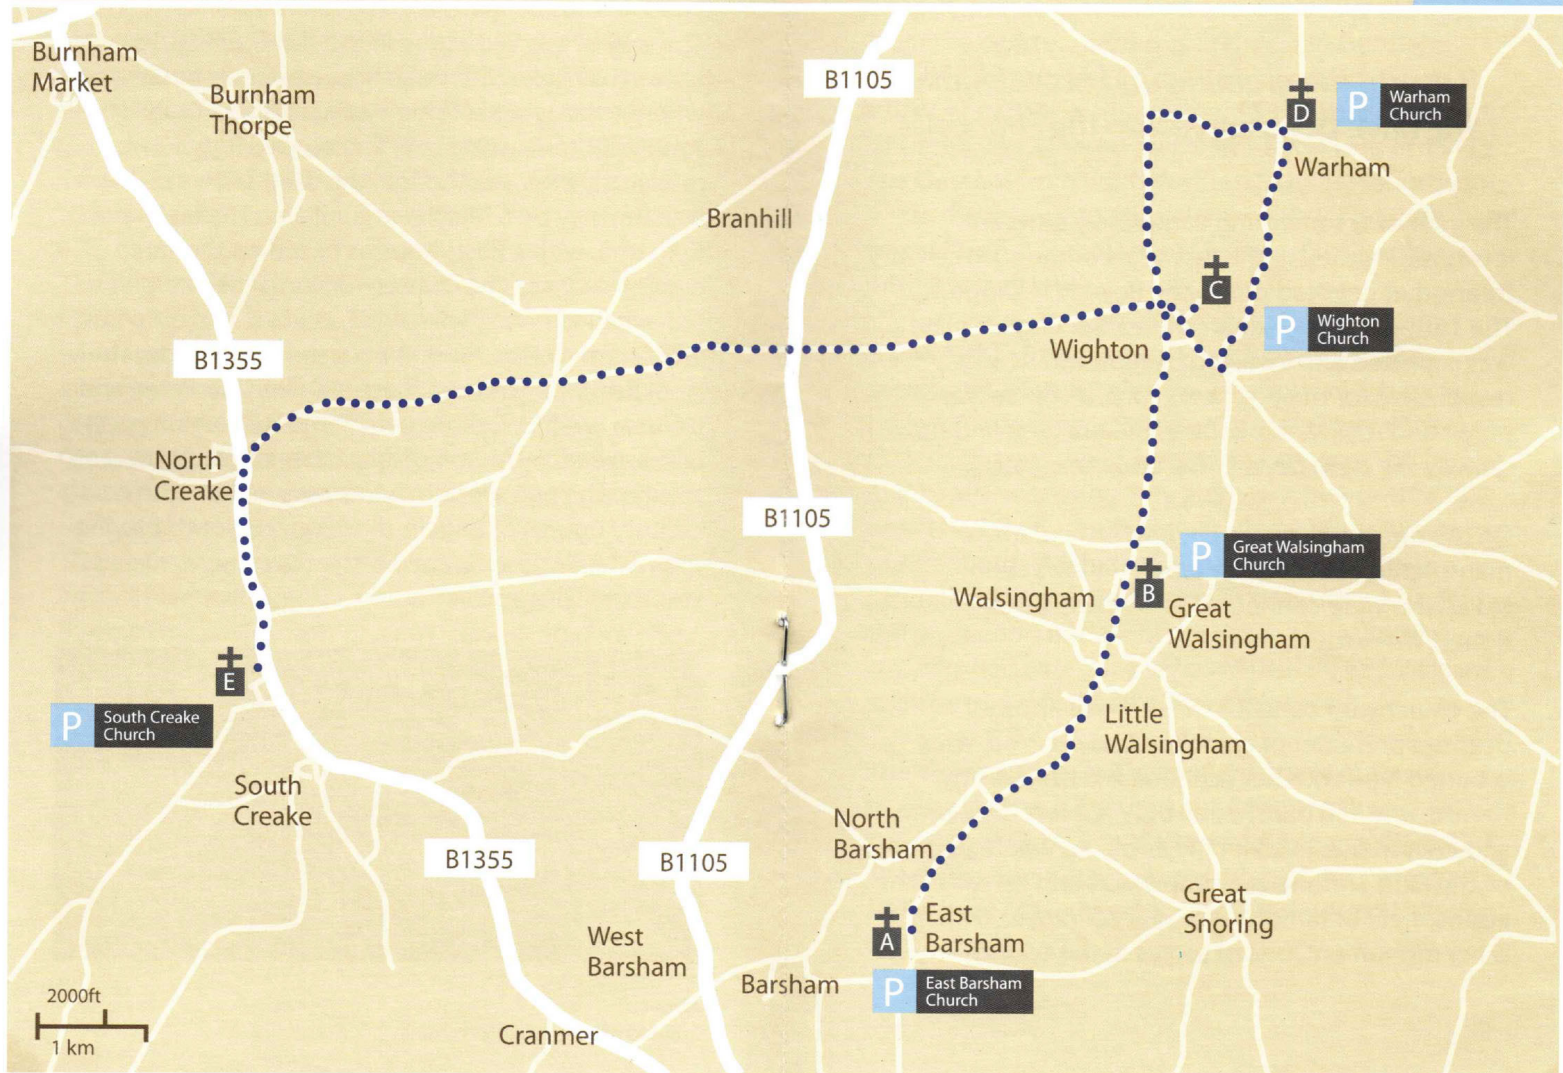 Burnham
Market
Burnham
Thorpe
B1105
D
P
Warham
Church
Warham
Branhill
C
P
Wighton
Church
Wighton
B1355
North
Creake
B1105
P
Great Walsingham
Church
Walsingham
B
Great
Walsingham
E
P
South Creake
Church
Little
Walsingham
South
Creake
North
Barsham
B1355
B1105
Great
Snoring
A
East
Barsham
West
Barsham
Barsham
P
East Barsham
Church
2000ft
1 km
Cranmer